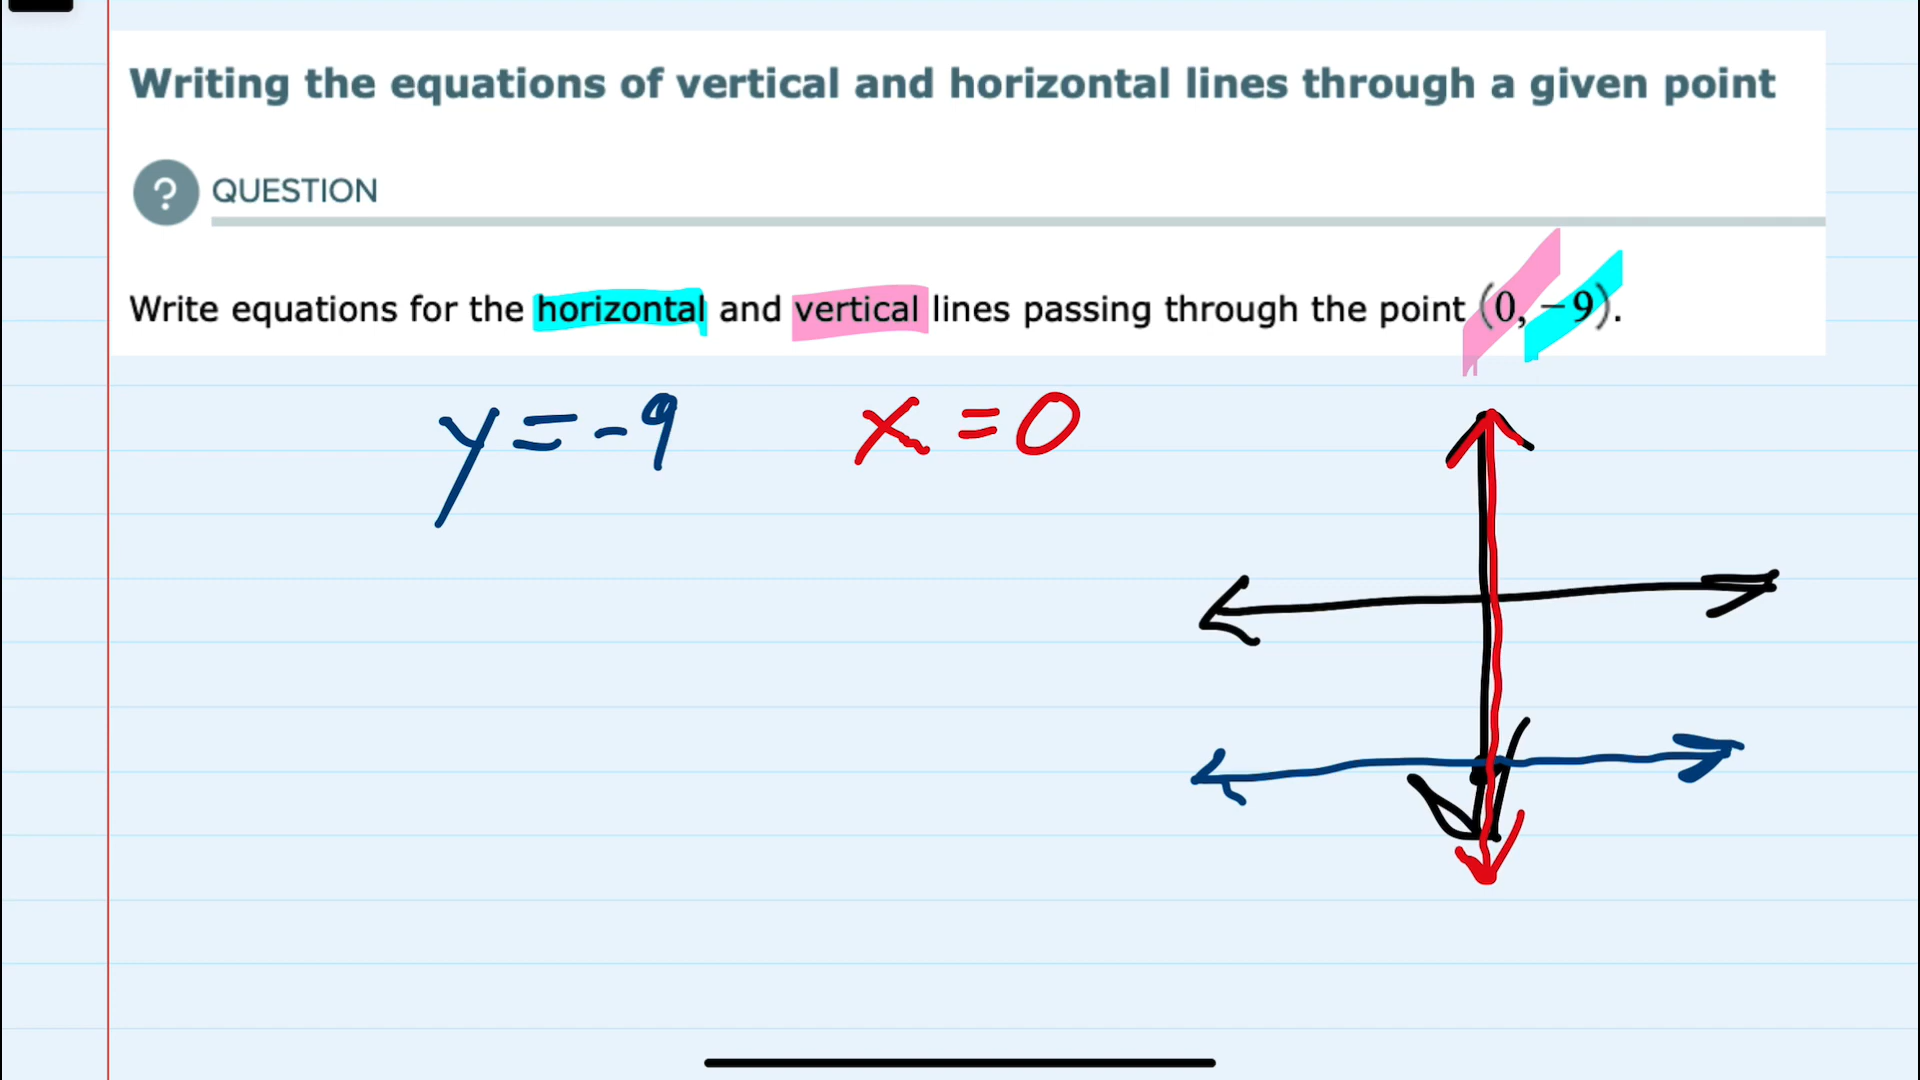 Writing the equations of vertical and horizontal lines through a given point
? QUESTION
Write equations for the horizontal and vertical lines passing through the point (0, −9).
y = -9 x = 0